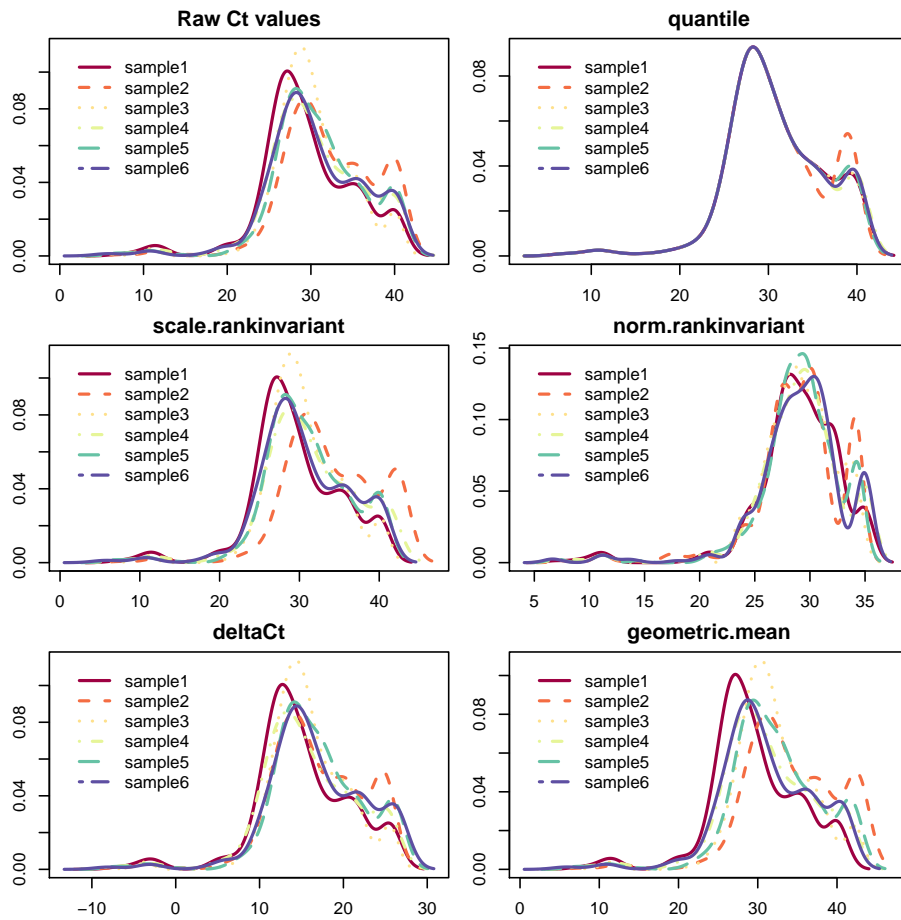 Raw Ct values
sample1
sample2
sample3
sample4
sample5
sample6
0.00
0.04
0.08
0 10 20 30 40
quantile
sample1
sample2
sample3
sample4
sample5
sample6
0.00
0.04
0.08
10 20 30 40
scale.rankinvariant
sample1
sample2
sample3
sample4
sample5
sample6
0.00
0.04
0.08
0 10 20 30 40
norm.rankinvariant
sample1
sample2
sample3
sample4
sample5
sample6
0.00
0.05
0.10
0.15
5 10 15 20 25 30 35
deltaCt
sample1
sample2
sample3
sample4
sample5
sample6
0.00
0.04
0.08
−10 0 10 20 30
geometric.mean
sample1
sample2
sample3
sample4
sample5
sample6
0.00
0.04
0.08
0 10 20 30 40